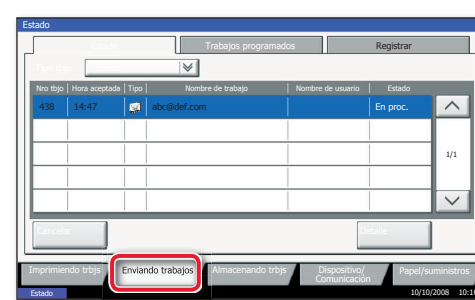 Estado
Estado Trabajos programados Registrar
Nro tbjo Hora aceptada Tipo Nombre de trabajo Nombre de usuario Estado
438 14:47 abc@def.com En proc.
1/1
Cancelar Detalle
Imprimiendo trbjs Enviando trabajos Almacenando trbjs Dispositivo/
Comunicación Papel/suministros
Estado 10/10/2008 10:1